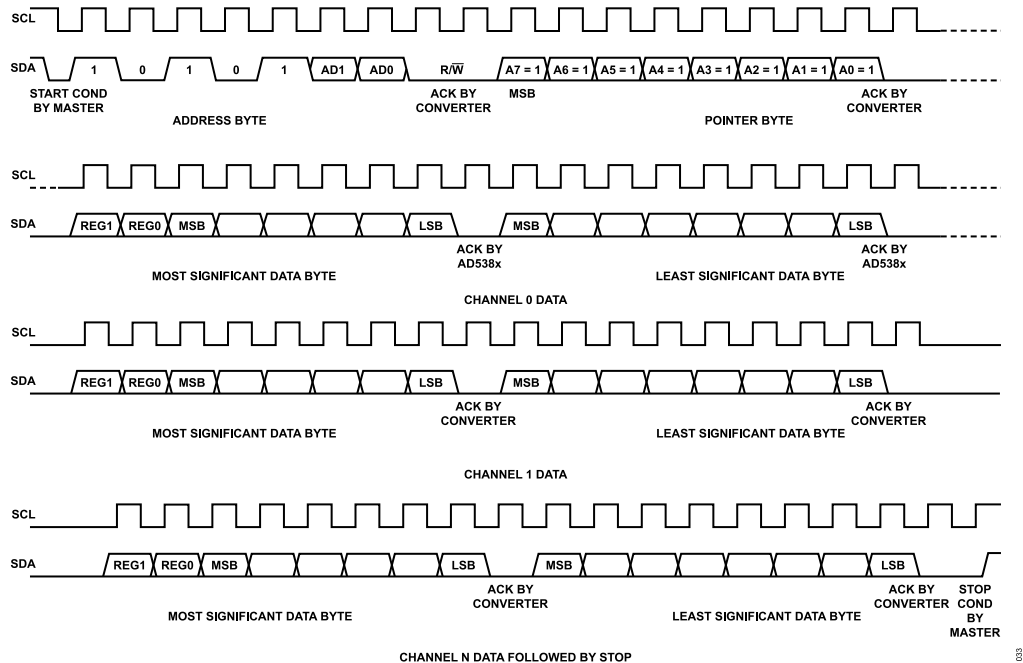 SCL
SDA 1 0 1 0 1 AD1 AD0 R/W̅ A7 = 1 A6 = 1 A5 = 1 A4 = 1 A3 = 1 A2 = 1 A1 = 1 A0 = 1
START COND BY MASTER
ACK BY CONVERTER
MSB
ACK BY CONVERTER
ADDRESS BYTE
POINTER BYTE
SCL
SDA REG1 REG0 MSB LSB MSB LSB
ACK BY AD538x
ACK BY AD538x
MOST SIGNIFICANT DATA BYTE
LEAST SIGNIFICANT DATA BYTE
CHANNEL 0 DATA
SCL
SDA REG1 REG0 MSB LSB MSB LSB
ACK BY CONVERTER
ACK BY CONVERTER
MOST SIGNIFICANT DATA BYTE
LEAST SIGNIFICANT DATA BYTE
CHANNEL 1 DATA
SCL
SDA REG1 REG0 MSB LSB MSB LSB
ACK BY CONVERTER
ACK BY CONVERTER
STOP COND BY MASTER
MOST SIGNIFICANT DATA BYTE
LEAST SIGNIFICANT DATA BYTE
CHANNEL N DATA FOLLOWED BY STOP
033